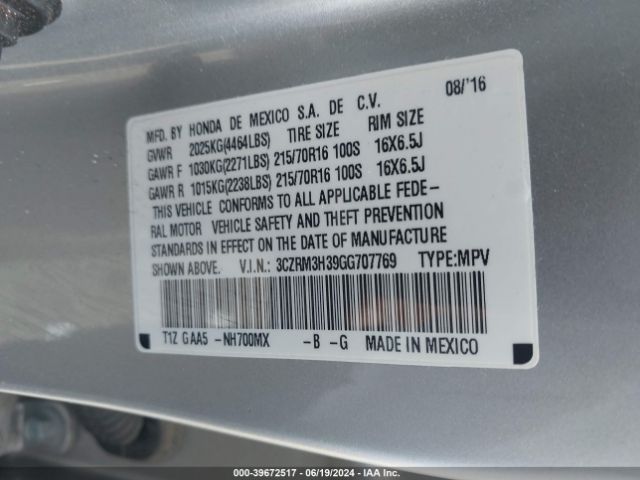 MFD. BY HONDA DE MEXICO S.A. DE C.V. 08/'16
GVWR 2025KG(4464LBS) TIRE SIZE RIM SIZE
GAWR F 1030KG(2271LBS) 215/70R16 100S 16X6.5J
GAWR R 1015KG(2238LBS) 215/70R16 100S 16X6.5J
THIS VEHICLE CONFORMS TO ALL APPLICABLE FEDE-
RAL MOTOR VEHICLE SAFETY AND THEFT PREVENTION
STANDARDS IN EFFECT ON THE DATE OF MANUFACTURE
SHOWN ABOVE. V.I.N.: 3CZRM3H39GG707769 TYPE:MPV
T1Z GAA5 -NH700MX -B -G MADE IN MEXICO
000-39672517 - 06/19/2024 - IAA Inc.